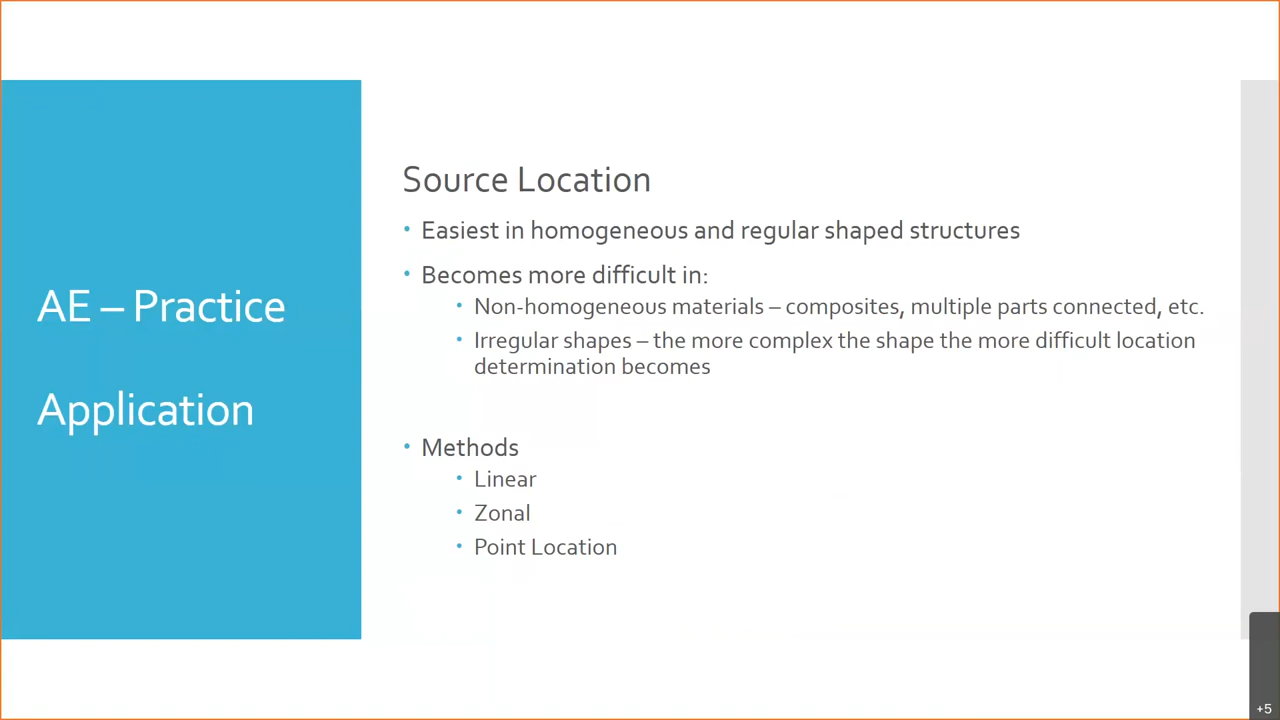 AE – Practice
Application
Source Location
• Easiest in homogeneous and regular shaped structures
• Becomes more difficult in:
• Non-homogeneous materials – composites, multiple parts connected, etc.
• Irregular shapes – the more complex the shape the more difficult location
determination becomes
• Methods
• Linear
• Zonal
• Point Location
+5